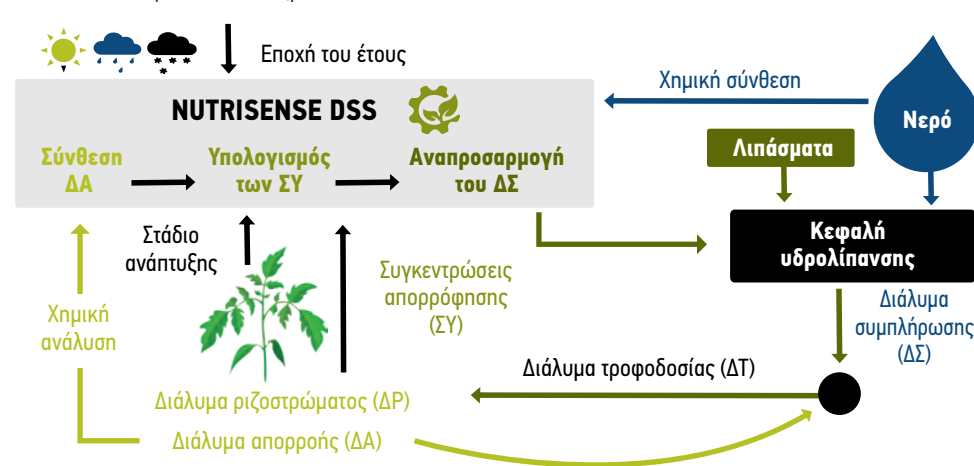 Εποχή του έτους
NUTRISENSE DSS
Σύνθεση
ΔΑ
Υπολογισμός
των ΣΥ
Αναπροσαρμογή
του ΔΣ
Χημική σύνθεση
Νερό
Λιπάσματα
Κεφαλή
υδρολίπανσης
Στάδιο
ανάπτυξης
Συγκεντρώσεις
απορρόφησης
(ΣΥ)
Χημική
ανάλυση
Διάλυμα
συμπλήρωσης
(ΔΣ)
Διάλυμα τροφοδοσίας (ΔΤ)
Διάλυμα ριζοστρώματος (ΔΡ)
Διάλυμα απορροής (ΔΑ)